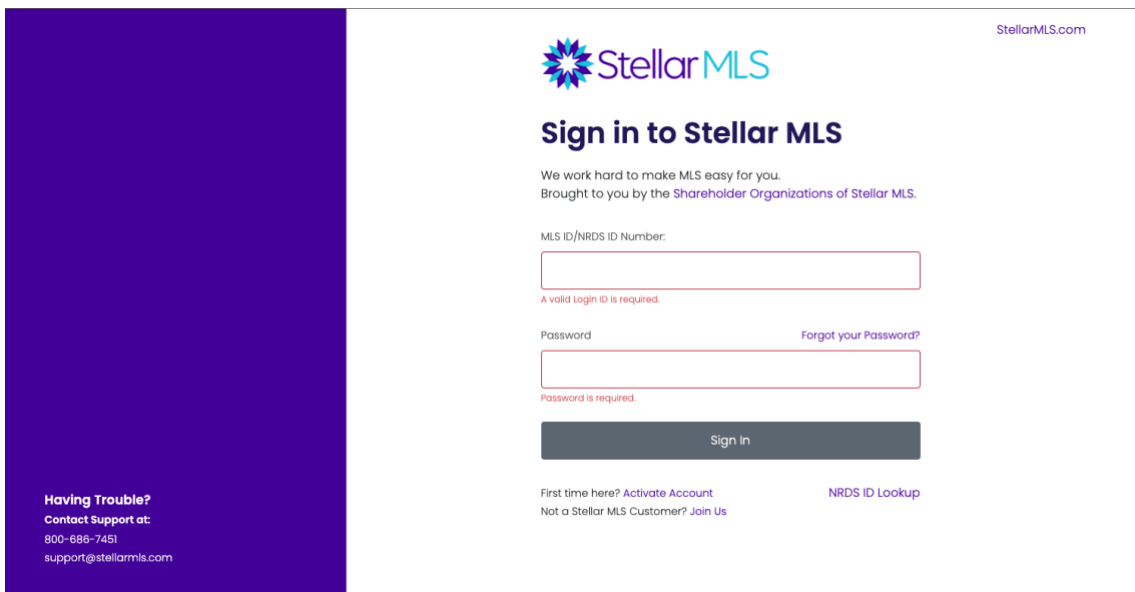 StellarMLS.com
Stellar MLS
Sign in to Stellar MLS
We work hard to make MLS easy for you.
Brought to you by the Shareholder Organizations of Stellar MLS.
MLS ID/NRDS ID Number:
A valid Login ID is required.
Password
Forgot your Password?
Password is required.
Sign In
First time here? Activate Account
NRDS ID Lookup
Not a Stellar MLS Customer? Join Us
Having Trouble?
Contact Support at:
800-686-7451
support@stellarmls.com